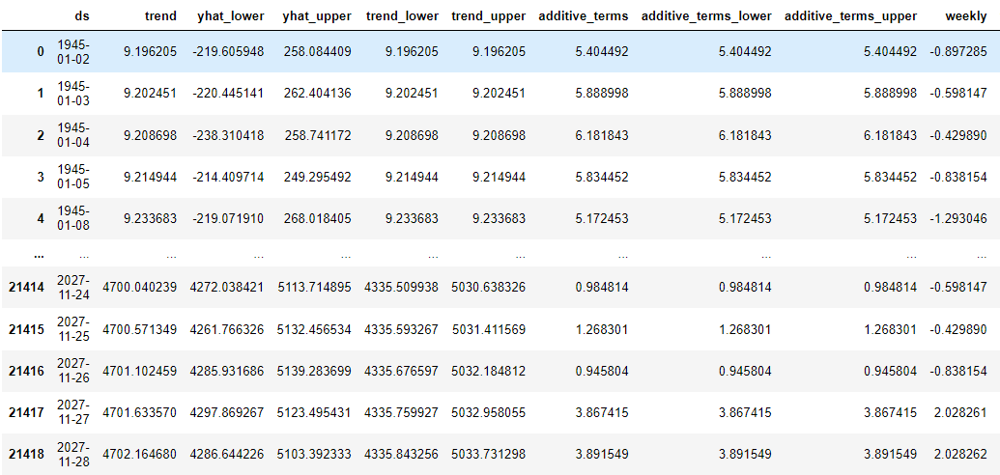 ds trend yhat_lower yhat_upper trend_lower trend_upper additive_terms additive_terms_lower additive_terms_upper weekly
0 1945-01-02 9.196205 -219.605948 258.084409 9.196205 9.196205 5.404492 5.404492 5.404492 -0.897285
1 1945-01-03 9.202451 -220.445141 262.404136 9.202451 9.202451 5.888998 5.888998 5.888998 -0.598147
2 1945-01-04 9.208698 -238.310418 258.741172 9.208698 9.208698 6.181843 6.181843 6.181843 -0.429890
3 1945-01-05 9.214944 -214.409714 249.295492 9.214944 9.214944 5.834452 5.834452 5.834452 -0.838154
4 1945-01-08 9.233683 -219.071910 268.018405 9.233683 9.233683 5.172453 5.172453 5.172453 -1.293046
... ... ... ... ... ... ... ... ... ... ...
21414 2027-11-24 4700.040239 4272.038421 5113.714895 4335.509938 5030.638326 0.984814 0.984814 0.984814 -0.598147
21415 2027-11-25 4700.571349 4261.766326 5132.456534 4335.593267 5031.411569 1.268301 1.268301 1.268301 -0.429890
21416 2027-11-26 4701.102459 4285.931686 5139.283699 4335.676597 5032.184812 0.945804 0.945804 0.945804 -0.838154
21417 2027-11-27 4701.633570 4297.869267 5123.495431 4335.759927 5032.958055 3.867415 3.867415 3.867415 2.028261
21418 2027-11-28 4702.164680 4286.644226 5103.392333 4335.843256 5033.731298 3.891549 3.891549 3.891549 2.028262